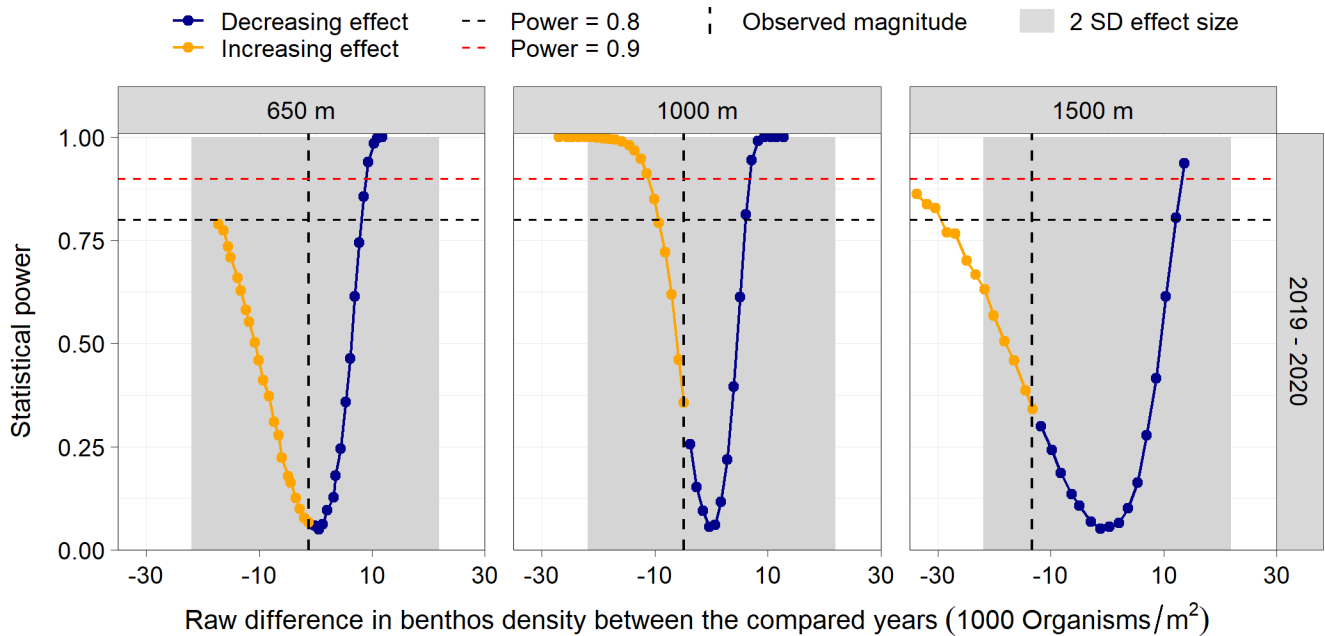 Decreasing effect
Increasing effect
Power = 0.8
Power = 0.9
Observed magnitude
2 SD effect size
650 m
1000 m
1500 m
1.00
0.75
0.50
0.25
0.00
Statistical power
2019 - 2020
-30 -10 10 30
-30 -10 10 30
-30 -10 10 30
Raw difference in benthos density between the compared years (1000 Organisms/m²)